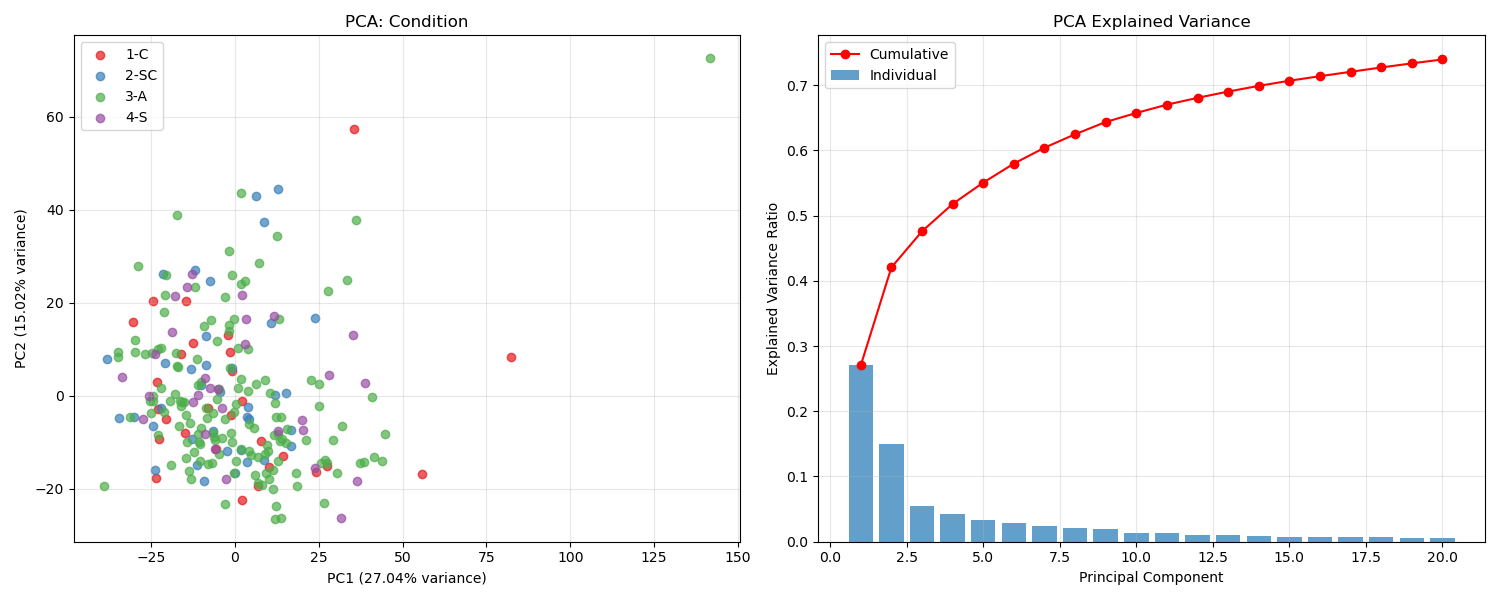 PCA: Condition
1-C
2-SC
3-A
4-S
60
40
20
0
−20
PC2 (15.02% variance)
−25
0
25
50
75
100
125
150
PC1 (27.04% variance)
PCA Explained Variance
Cumulative
Individual
0.7
0.6
0.5
0.4
0.3
0.2
0.1
0.0
Explained Variance Ratio
0.0
2.5
5.0
7.5
10.0
12.5
15.0
17.5
20.0
Principal Component